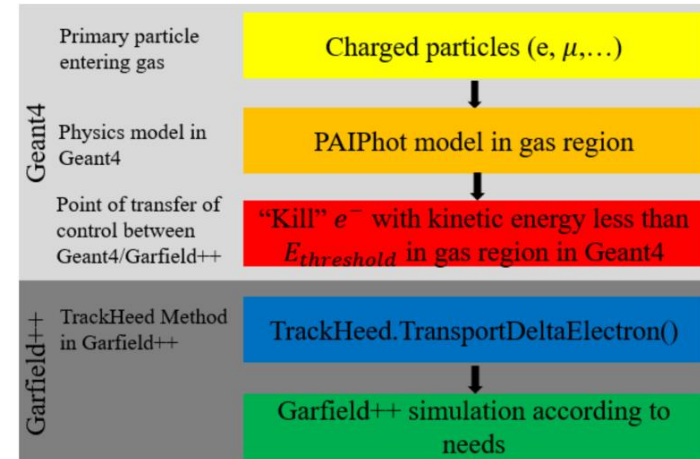 Geant4
Primary particle
entering gas
Charged particles (e, μ,…)
Physics model in
Geant4
PAIPhot model in gas region
Point of transfer of
control between
Geant4/Garfield++
“Kill” e⁻ with kinetic energy less than
E_threshold in gas region in Geant4
Garfield++
TrackHeed Method
in Garfield++
TrackHeed.TransportDeltaElectron()
Garfield++ simulation according to
needs